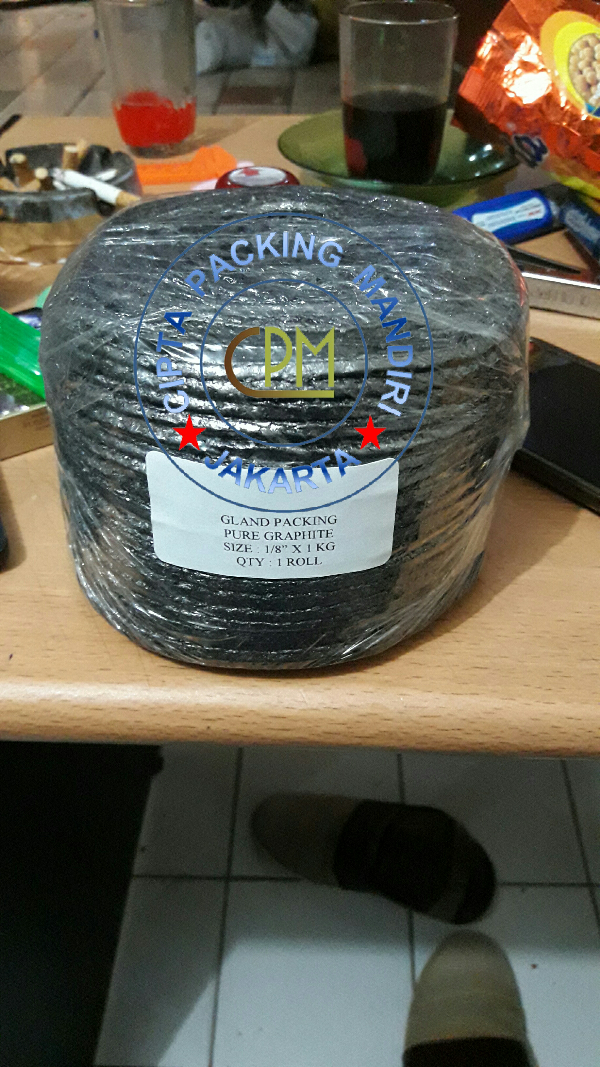 CIPTA PACKING MANDIRI
CPM
JAKARTA
GLAND PACKING
PURE GRAPHITE
SIZE : 1/8" X 1 KG
QTY : 1 ROLL